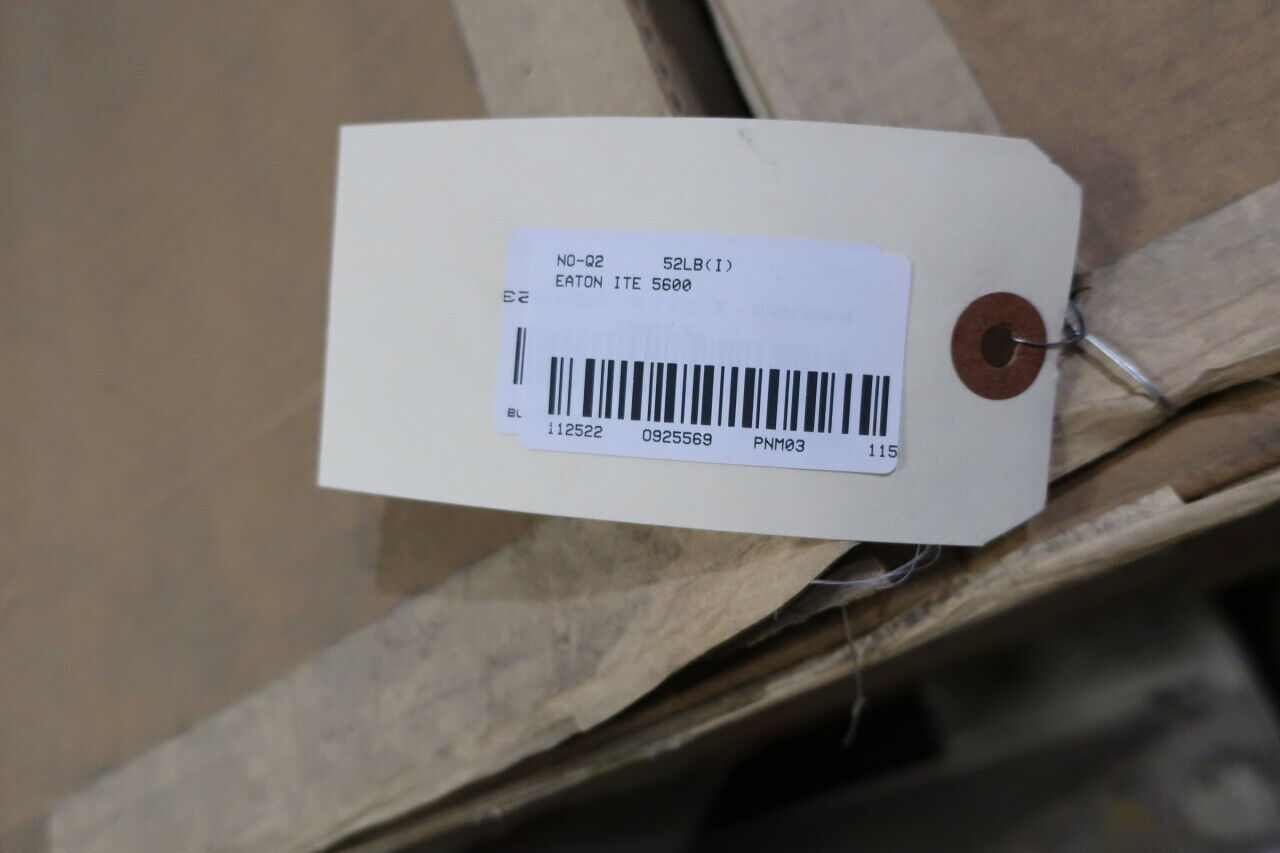 NO-Q2 52LB(I)
EATON ITE 5600
112522 0925569 PNM03 115